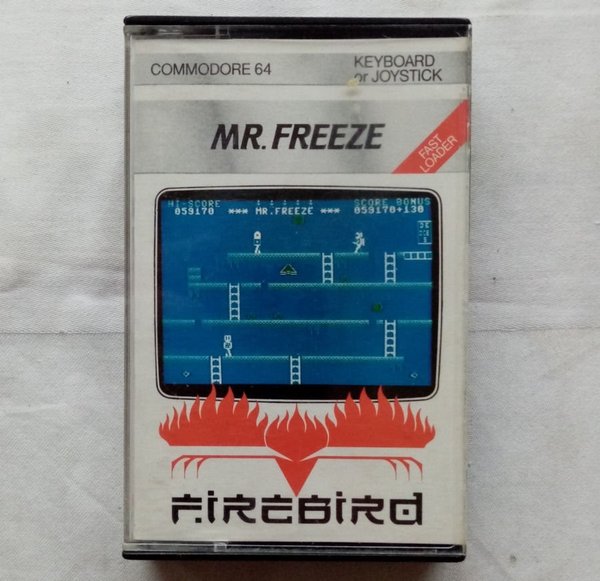 COMMODORE 64
KEYBOARD
or JOYSTICK
MR. FREEZE
FAST
LOADER
HI-SCORE
SCORE BONUS
059170 *** MR.FREEZE *** 059170+130
FIREBIRD